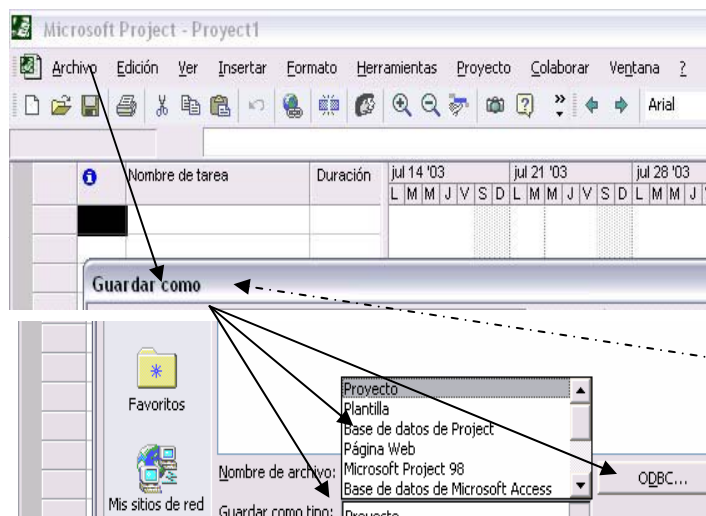 Microsoft Project - Proyect1
Archivo Edición Ver Insertar Formato Herramientas Proyecto Colaborar Ventana ?
Arial
Nombre de tarea Duración jul 14 '03 jul 21 '03 jul 28 '03
L M M J V S D L M M J V S D L M M J
Guardar como
Favoritos
Proyecto
Plantilla
Base de datos de Project
Página Web
Microsoft Project 98
Base de datos de Microsoft Access
Nombre de archivo:
ODBC...
Mis sitios de red
Guardar como tipo: Proyecto